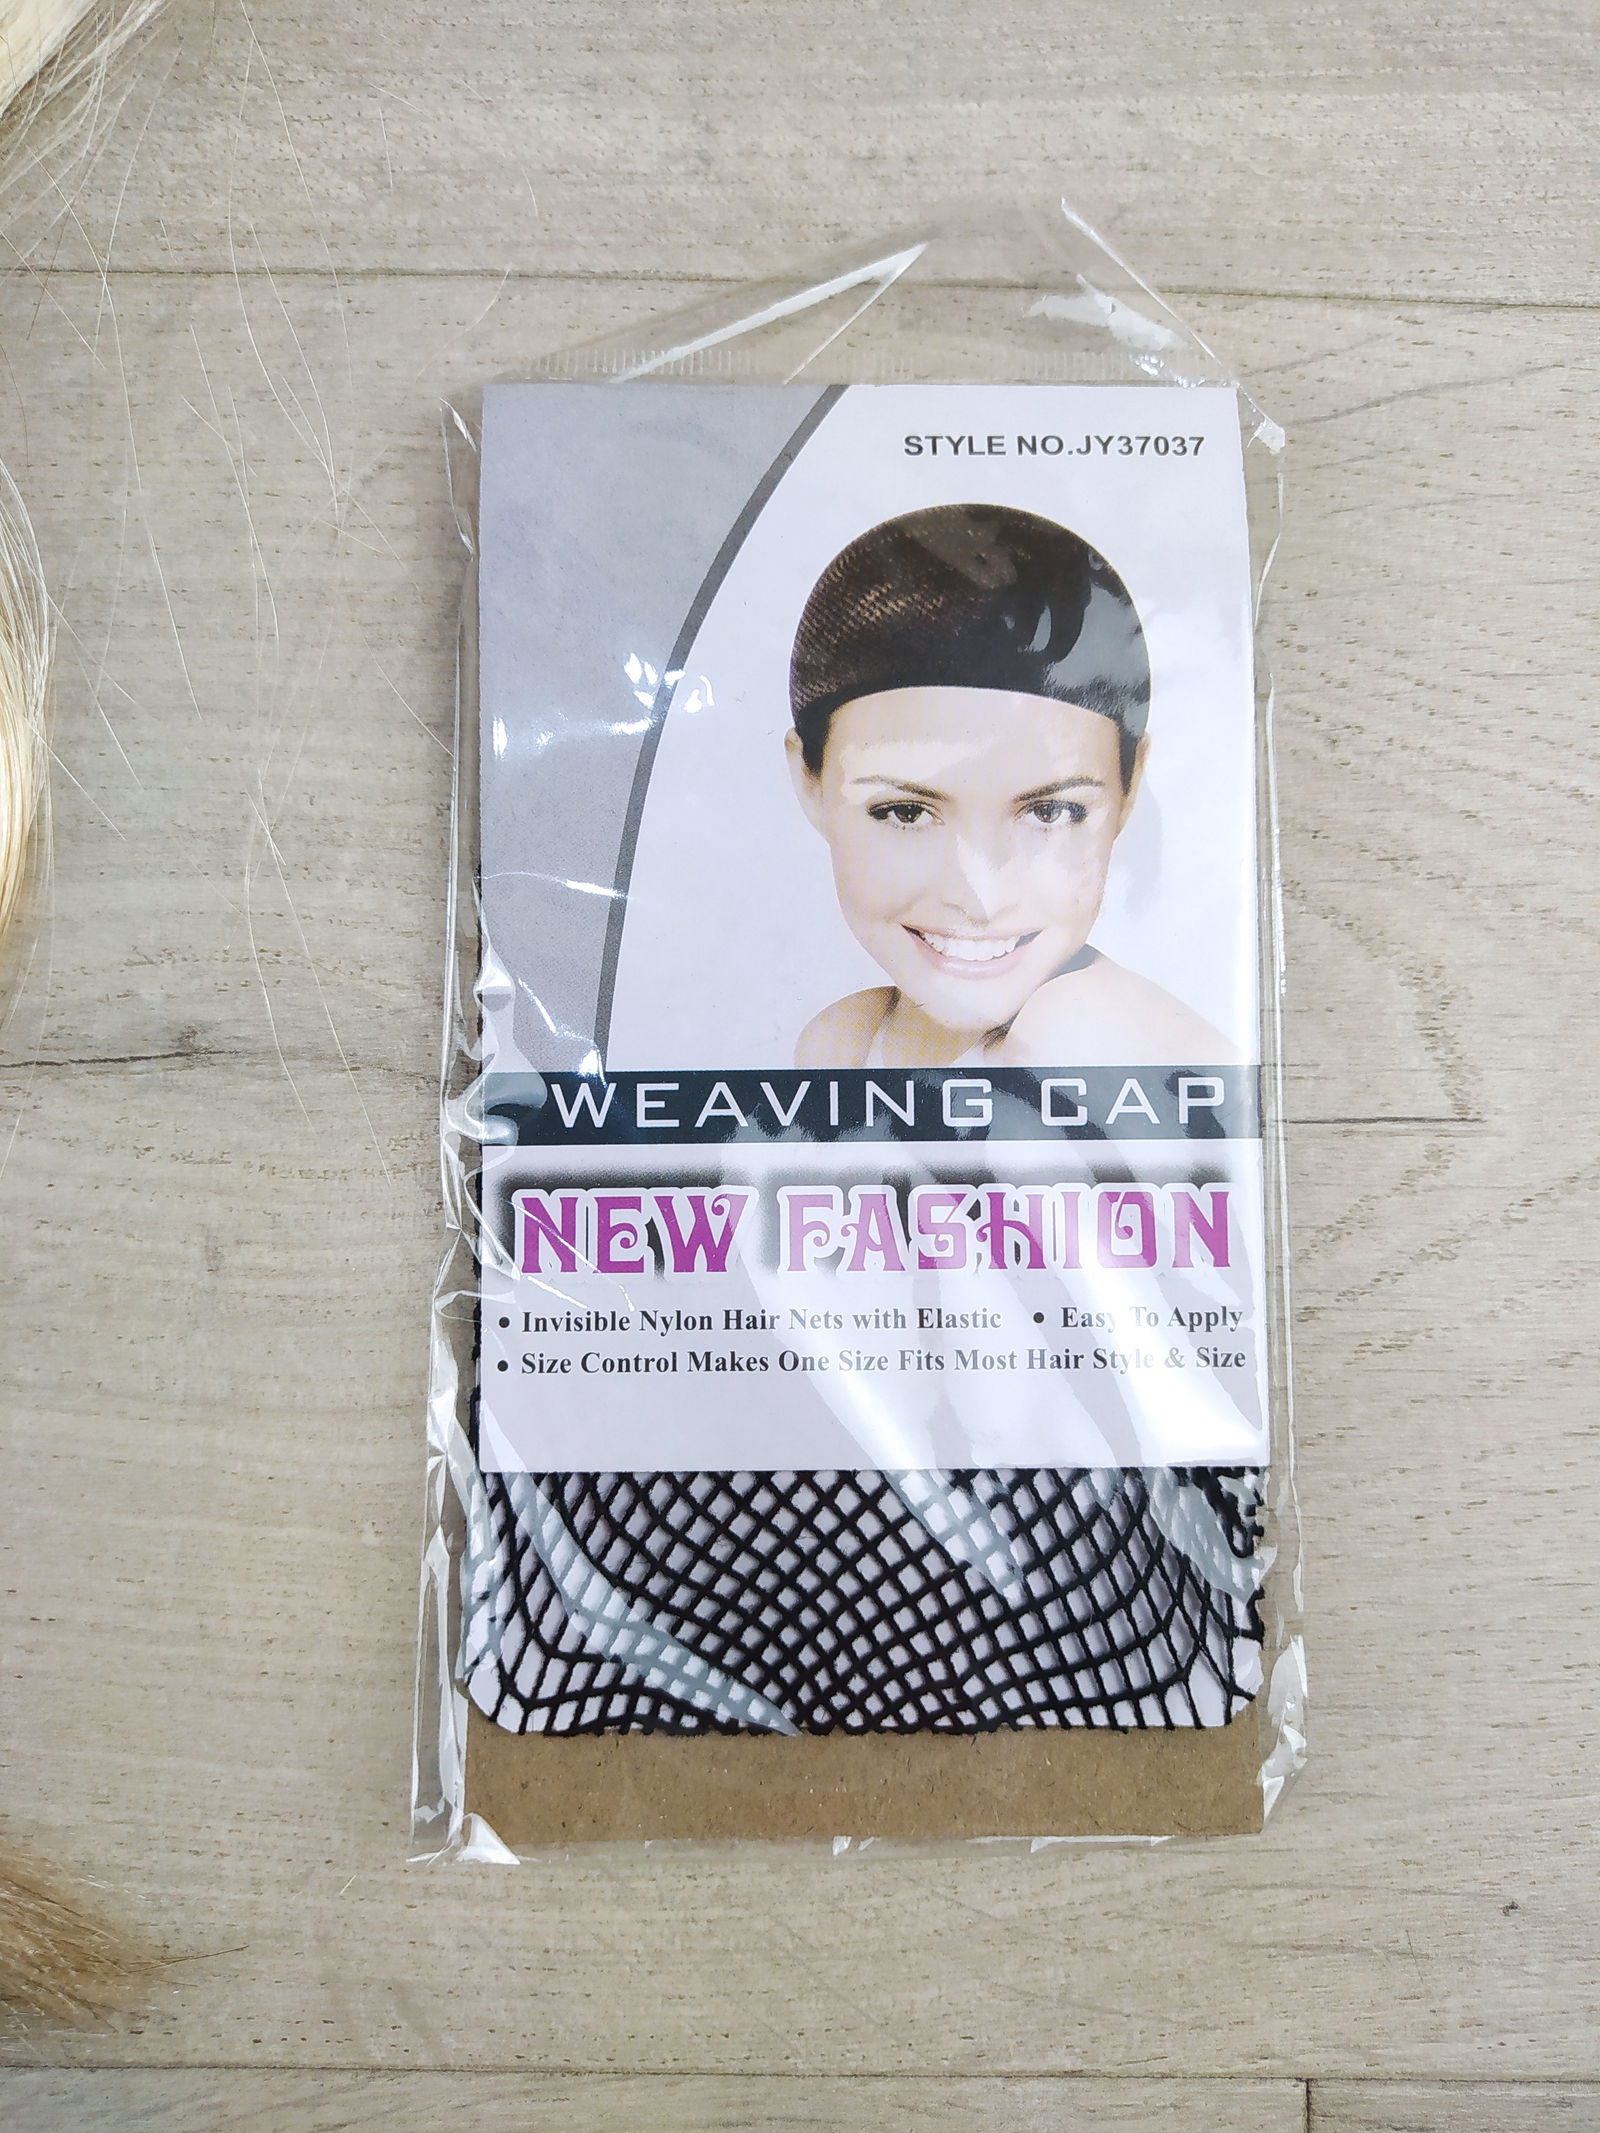 STYLE NO.JY37037
WEAVING CAP
NEW FASHION
• Invisible Nylon Hair Nets with Elastic • Easy To Apply
• Size Control Makes One Size Fits Most Hair Style & Size